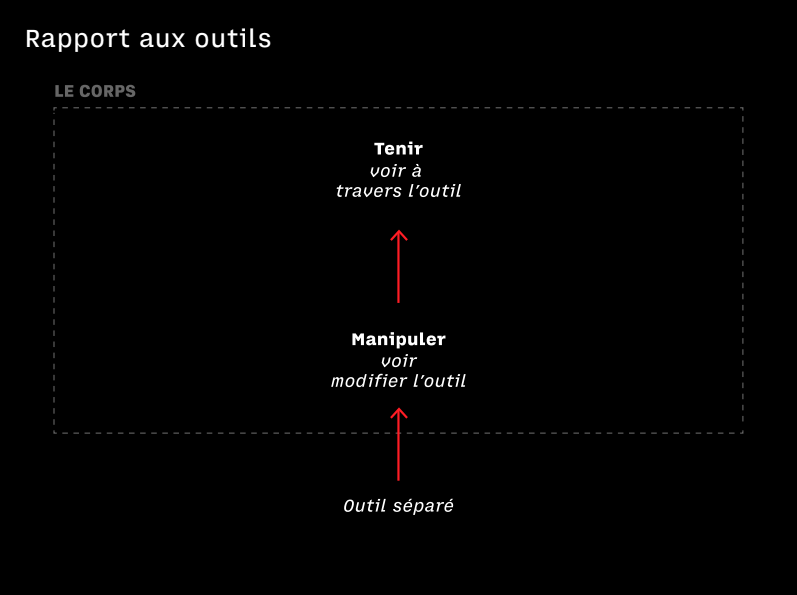 Rapport aux outils
LE CORPS
Tenir
voir à
travers l'outil
Manipuler
voir
modifier l'outil
Outil séparé